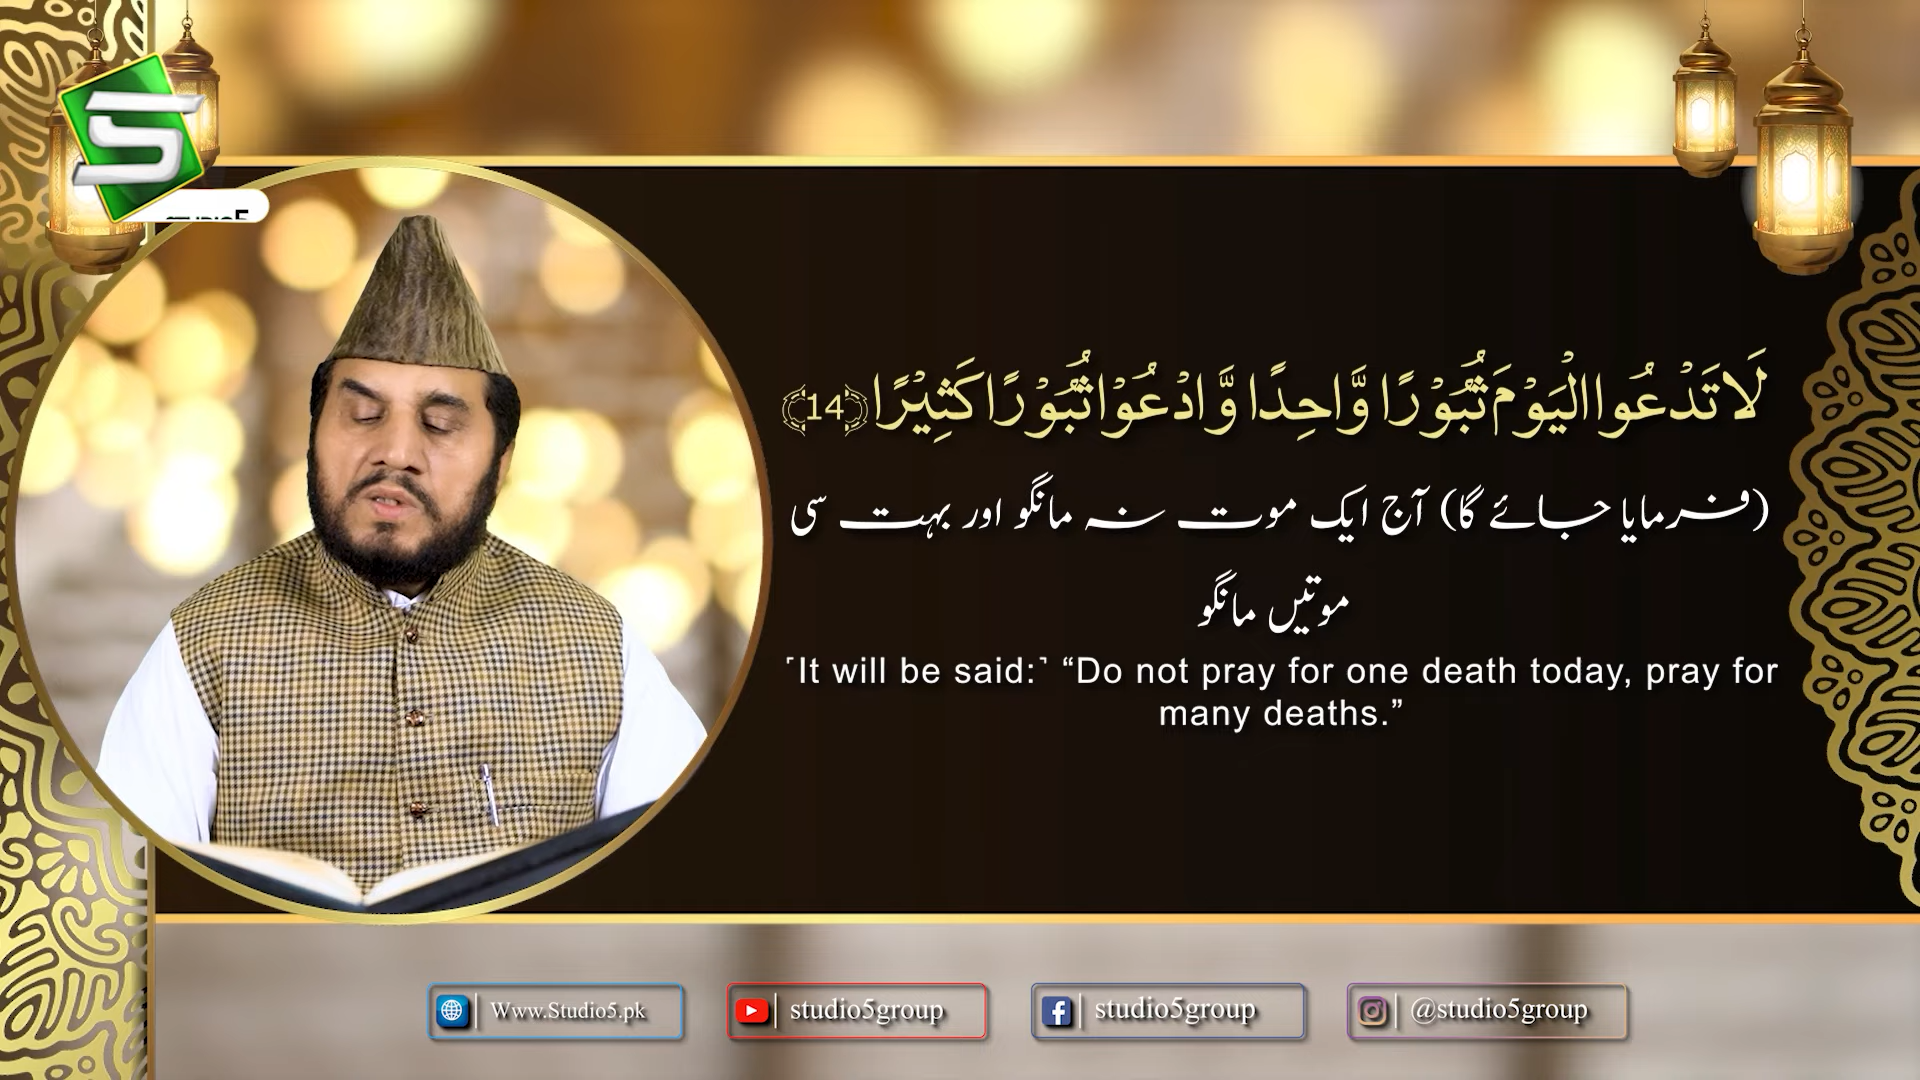 لَا تَدْعُوا الْیَوْمَ ثُبُوْرًا وَّاحِدًا وَّ ادْعُوْا ثُبُوْرًا كَثِیْرًا ﴿14﴾
(فرمایا جائے گا) آج ایک موت نہ مانگو اور بہت سی
موتیں مانگو
⸢It will be said:⸣ “Do not pray for one death today, pray for
many deaths.”
Www.Studio5.pk
studio5group
studio5group
@studio5group